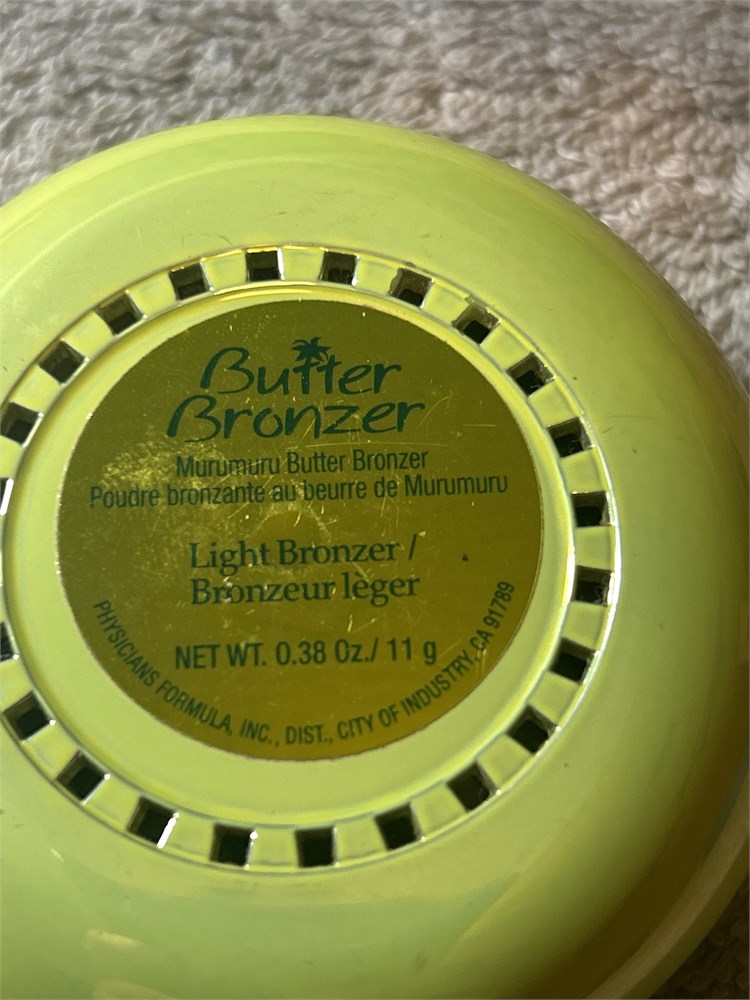 Butter
Bronzer
Murumuru Butter Bronzer
Poudre bronzante au beurre de Murumuru
Light Bronzer /
Bronzeur lèger
NET WT. 0.38 Oz./ 11 g
PHYSICIANS FORMULA, INC., DIST., CITY OF INDUSTRY, CA 91789